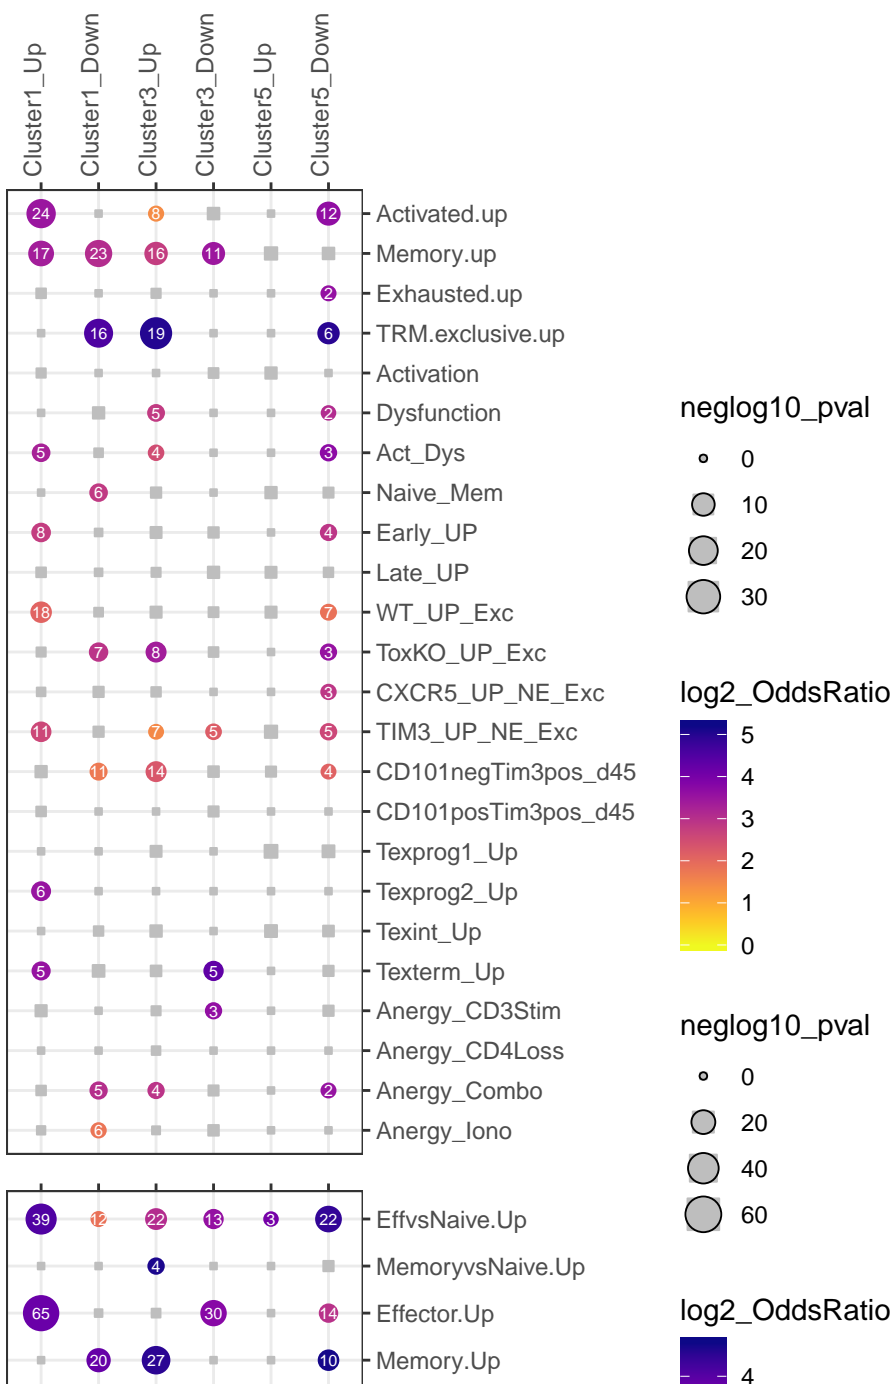 Cluster1_Up
Cluster1_Down
Cluster3_Up
Cluster3_Down
Cluster5_Up
Cluster5_Down
24 8 12 Activated.up
17 23 16 11 Memory.up
2 Exhausted.up
16 19 6 TRM.exclusive.up
Activation
5 2 Dysfunction
5 4 3 Act_Dys
6 Naive_Mem
8 4 Early_UP
Late_UP
18 7 WT_UP_Exc
7 8 3 ToxKO_UP_Exc
3 CXCR5_UP_NE_Exc
11 7 5 5 TIM3_UP_NE_Exc
11 14 4 CD101negTim3pos_d45
CD101posTim3pos_d45
Texprog1_Up
6 Texprog2_Up
Texint_Up
5 5 Texterm_Up
3 Anergy_CD3Stim
Anergy_CD4Loss
5 4 2 Anergy_Combo
6 Anergy_Iono
39 12 22 13 3 22 EffvsNaive.Up
4 MemoryvsNaive.Up
65 30 14 Effector.Up
20 27 10 Memory.Up
neglog10_pval
0
10
20
30
log2_OddsRatio
5
4
3
2
1
0
neglog10_pval
0
20
40
60
log2_OddsRatio
4